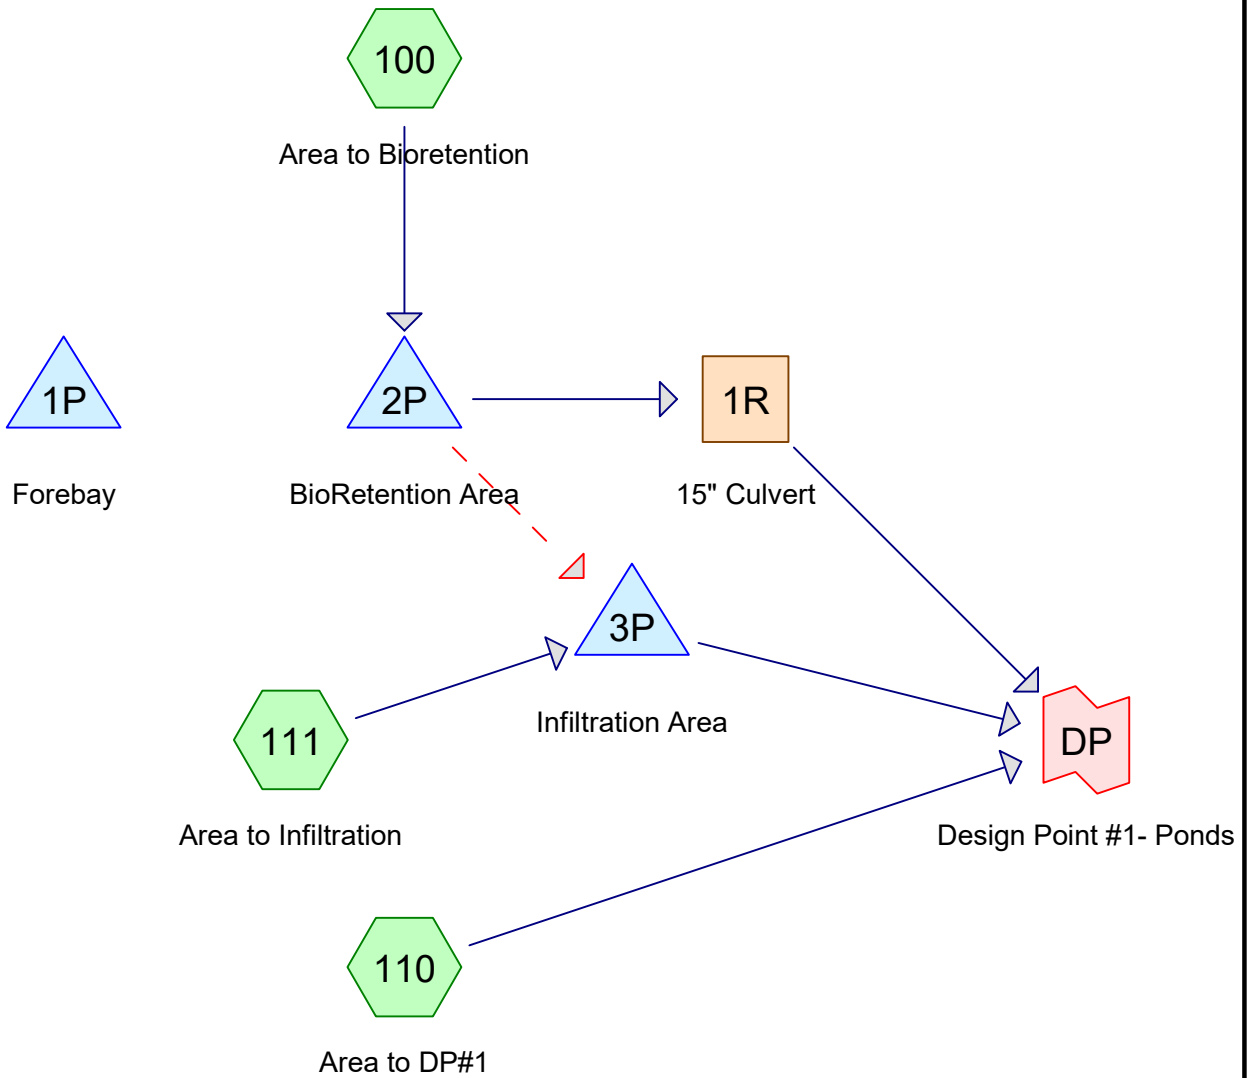 100
Area to Bioretention
1P
2P
1R
Forebay
BioRetention Area
15" Culvert
3P
Infiltration Area
111
DP
Area to Infiltration
Design Point #1- Ponds
110
Area to DP#1